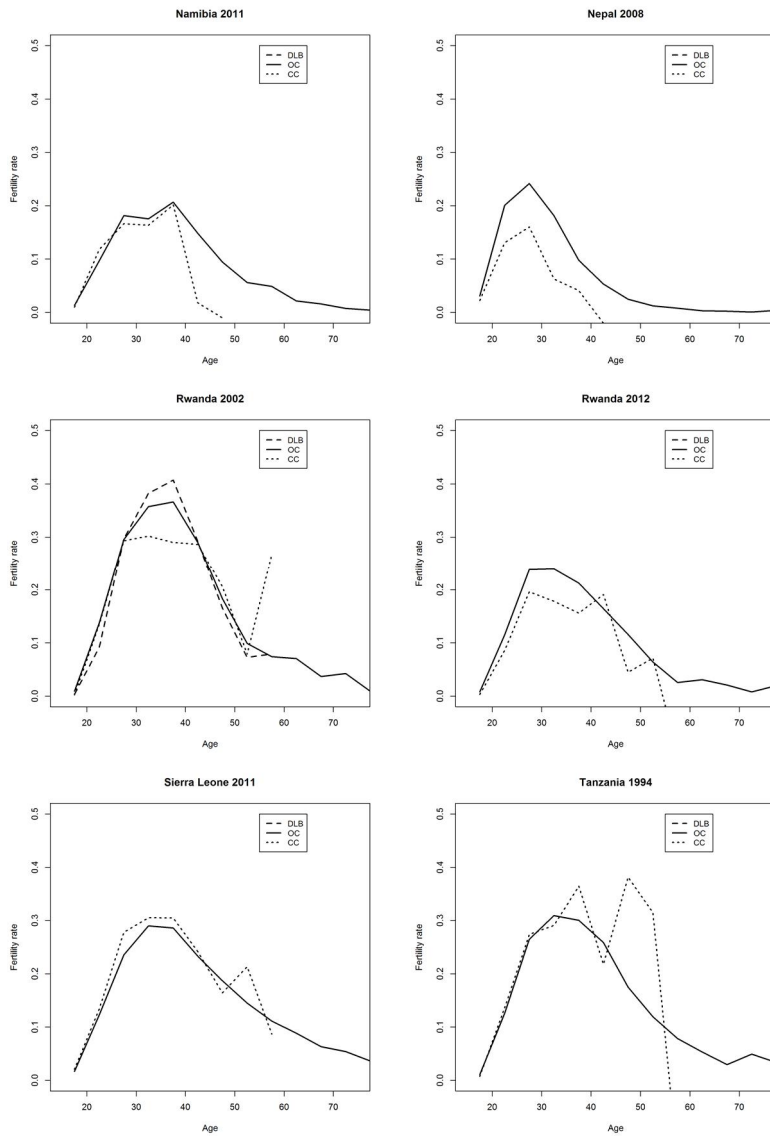 Namibia 2011
DLB
OC
CC
Fertility rate
0.0 0.1 0.2 0.3 0.4 0.5
20 30 40 50 60 70
Age
Nepal 2008
DLB
OC
CC
Fertility rate
0.0 0.1 0.2 0.3 0.4 0.5
20 30 40 50 60 70
Age
Rwanda 2002
DLB
OC
CC
Fertility rate
0.0 0.1 0.2 0.3 0.4 0.5
20 30 40 50 60 70
Age
Rwanda 2012
DLB
OC
CC
Fertility rate
0.0 0.1 0.2 0.3 0.4 0.5
20 30 40 50 60 70
Age
Sierra Leone 2011
DLB
OC
CC
Fertility rate
0.0 0.1 0.2 0.3 0.4 0.5
20 30 40 50 60 70
Age
Tanzania 1994
DLB
OC
CC
Fertility rate
0.0 0.1 0.2 0.3 0.4 0.5
20 30 40 50 60 70
Age